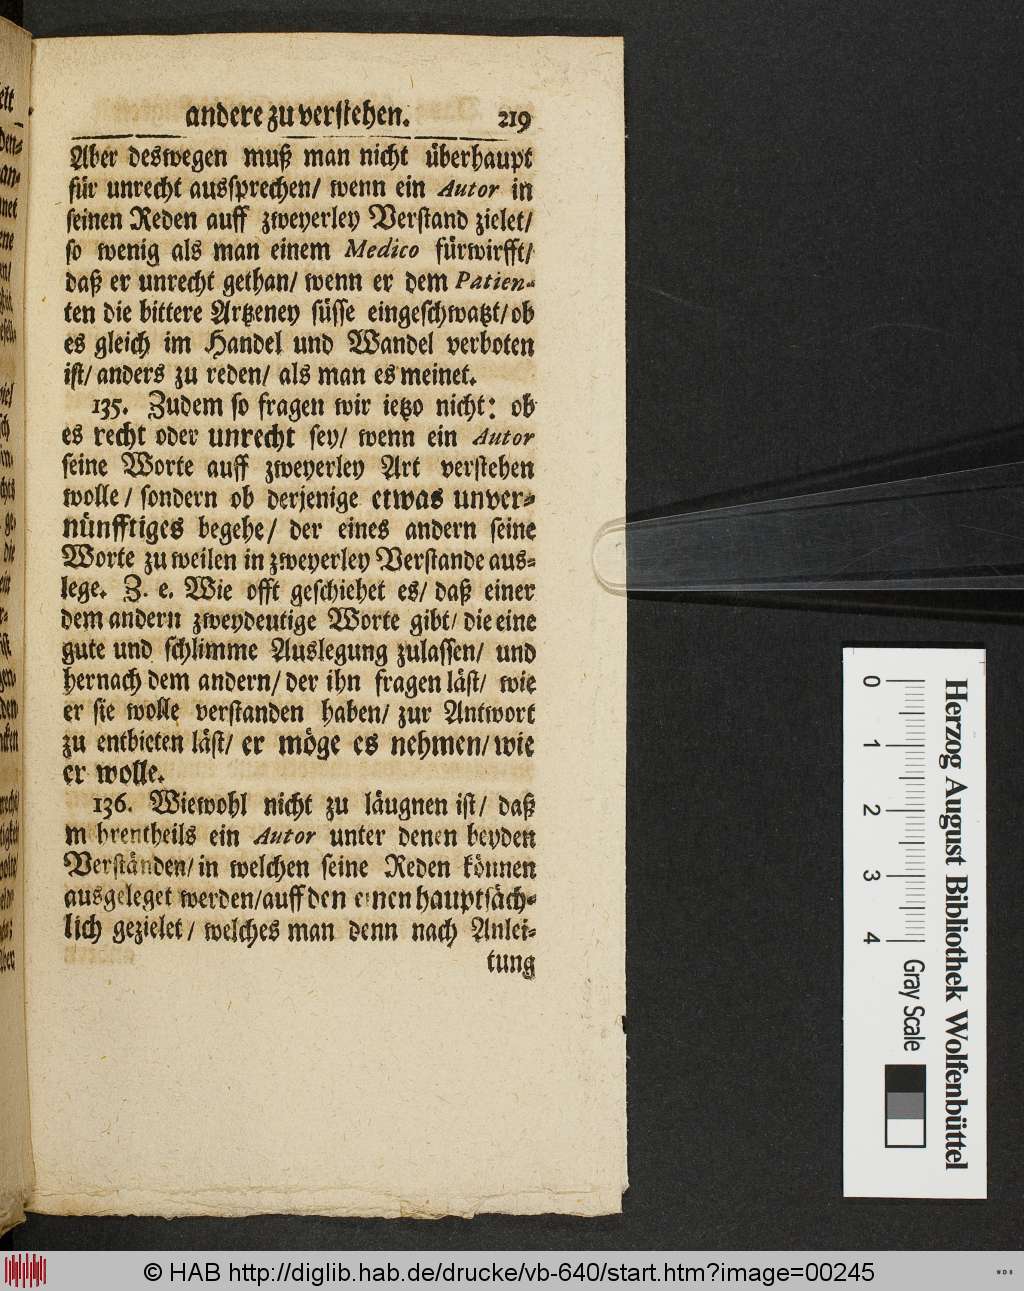 andere zu verstehen. 219
Aber deswegen muß man nicht überhaupt
für unrecht aussprechen/ wenn ein Autor in
seinen Reden auff zweyerley Verstand zielet/
so wenig als man einem Medico fürwirfft/
daß er unrecht gethan/ wenn er dem Patien-
ten die bittere Artzeney süsse eingeschwatzt/ ob
es gleich im Handel und Wandel verboten
ist/ anders zu reden/ als man es meinet.
135. Zudem so fragen wir ietzo nicht: ob
es recht oder unrecht sey/ wenn ein Autor
seine Worte auff zweyerley Art verstehen
wolle/ sondern ob derjenige etwas unver-
nünfftiges begehe/ der eines andern seine
Worte zu weilen in zweyerley Verstande aus-
lege. Z. e. Wie offt geschiehet es/ daß einer
dem andern zweydeutige Worte gibt/ die eine
gute und schlimme Auslegung zulassen/ und
hernach dem andern/ der ihn fragen läst/ wie
er sie wolle verstanden haben/ zur Antwort
zu entbieten läst/ er möge es nehmen/ wie
er wolle.
136. Wiewohl nicht zu läugnen ist/ daß
m brentheils ein Autor unter denen beyden
Verständen/ in welchen seine Reden können
ausgeleget werden/ auff den einen hauptsäch-
lich gezielet/ welches man denn nach Anlei-
tung
Herzog August Bibliothek Wolfenbüttel
0 1 2 3 4 Gray Scale
© HAB http://diglib.hab.de/drucke/vb-640/start.htm?image=00245